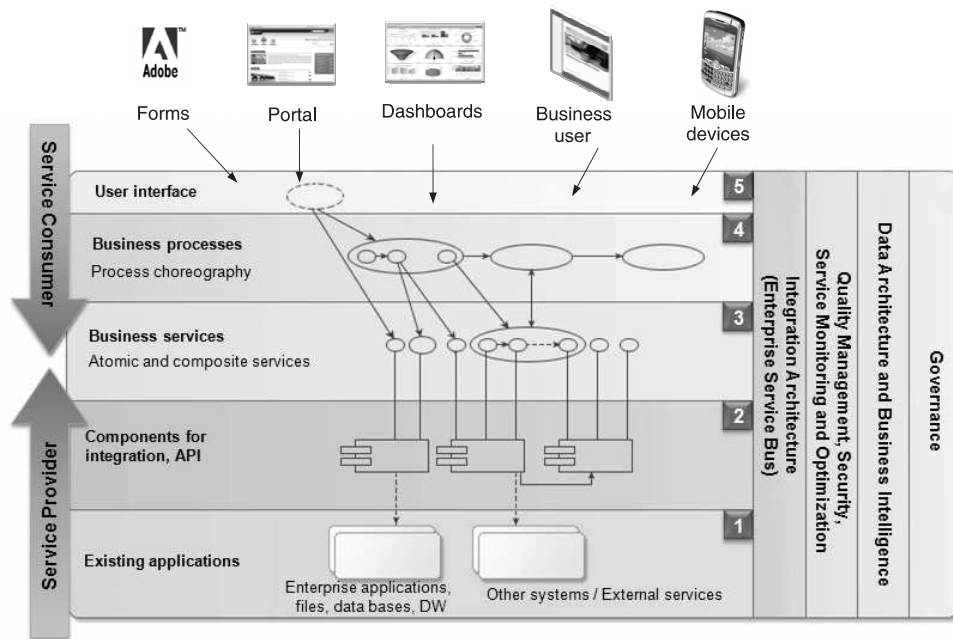 Adobe
TM
Forms
Portal
Dashboards
Business
user
Mobile
devices
Service Consumer
Service Provider
User interface
5
Business processes
Process choreography
4
Business services
Atomic and composite services
3
Components for
integration, API
2
Existing applications
1
Enterprise applications,
files, data bases, DW
Other systems / External services
Integration Architecture
(Enterprise Service Bus)
Quality Management, Security,
Service Monitoring and Optimization
Data Architecture and Business Intelligence
Governance